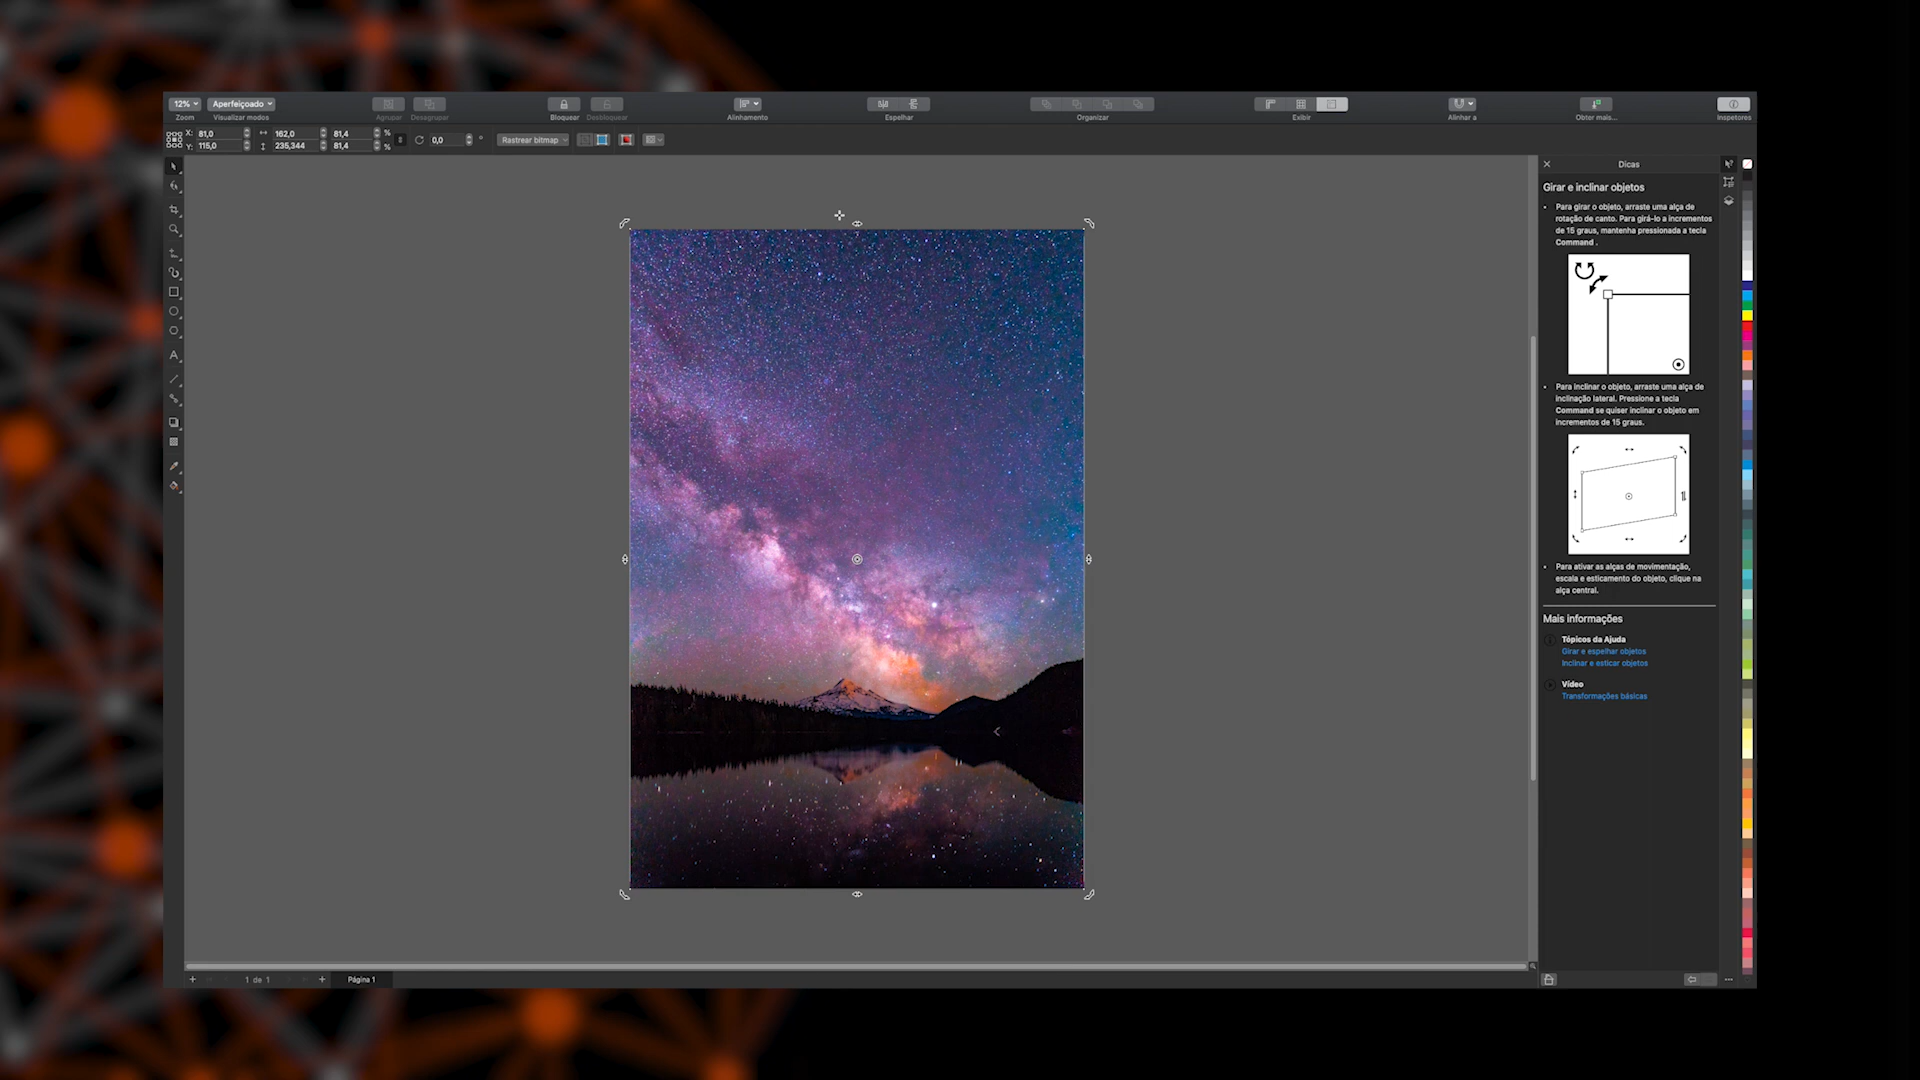 12%
Aperfeiçoado
Zoom
Visualizar modos
Agrupar
Desagrupar
Bloquear
Desbloquear
Alinhamento
Espelhar
Organizar
Exibir
Alinhar a
Obter mais...
Inspetores
X: 81,0
162,0
81,4 %
Y: 115,0
235,344
81,4 %
0,0 °
Rastrear bitmap
Dicas
Girar e inclinar objetos
• Para girar o objeto, arraste uma alça de
rotação de canto. Para girá-lo a incrementos
de 15 graus, mantenha pressionada a tecla
Command .
• Para inclinar o objeto, arraste uma alça de
inclinação lateral. Pressione a tecla
Command se quiser inclinar o objeto em
incrementos de 15 graus.
• Para ativar as alças de movimentação,
escala e esticamento do objeto, clique na
alça central.
Mais informações
Tópicos da Ajuda
Girar e espelhar objetos
Inclinar e esticar objetos
Vídeo
Transformações básicas
1 de 1
Página 1